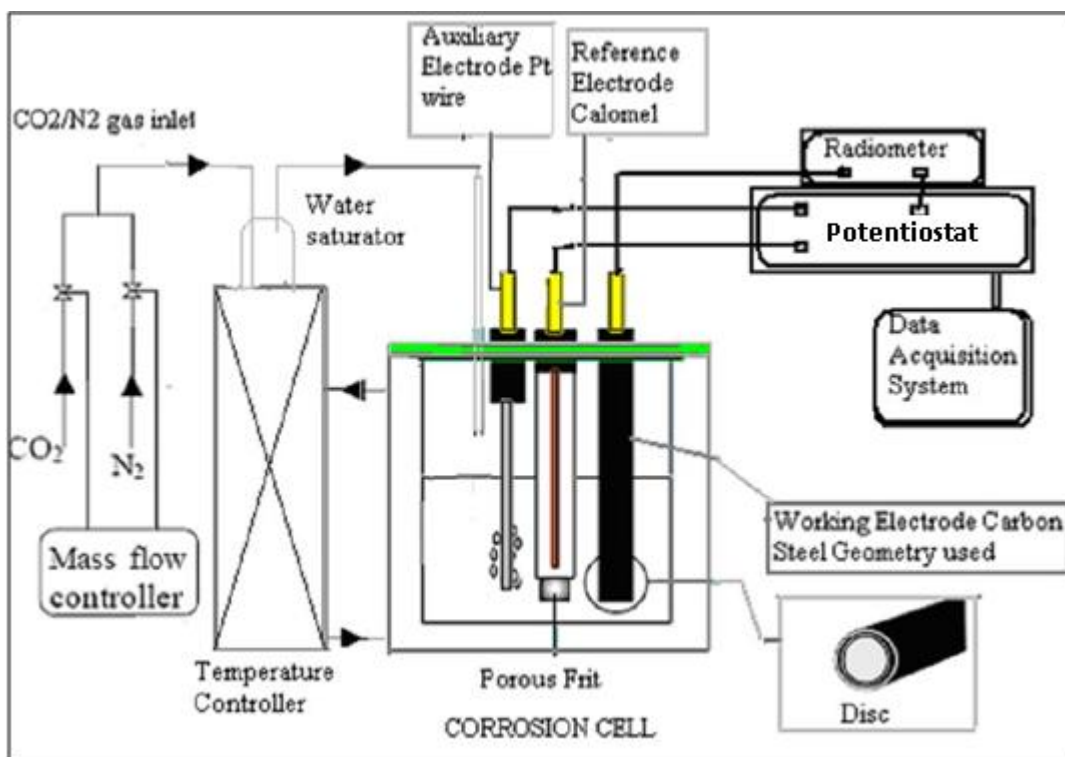 Auxiliary
Electrode Pt
wire
Reference
Electrode
Calomel
CO2/N2 gas inlet
Radiometer
Water
saturator
Potentiostat
Data
Acquisition
System
CO2
N2
Mass flow
controller
Working Electrode Carbon
Steel Geometry used
Temperature
Controller
Porous Frit
Disc
CORROSION CELL